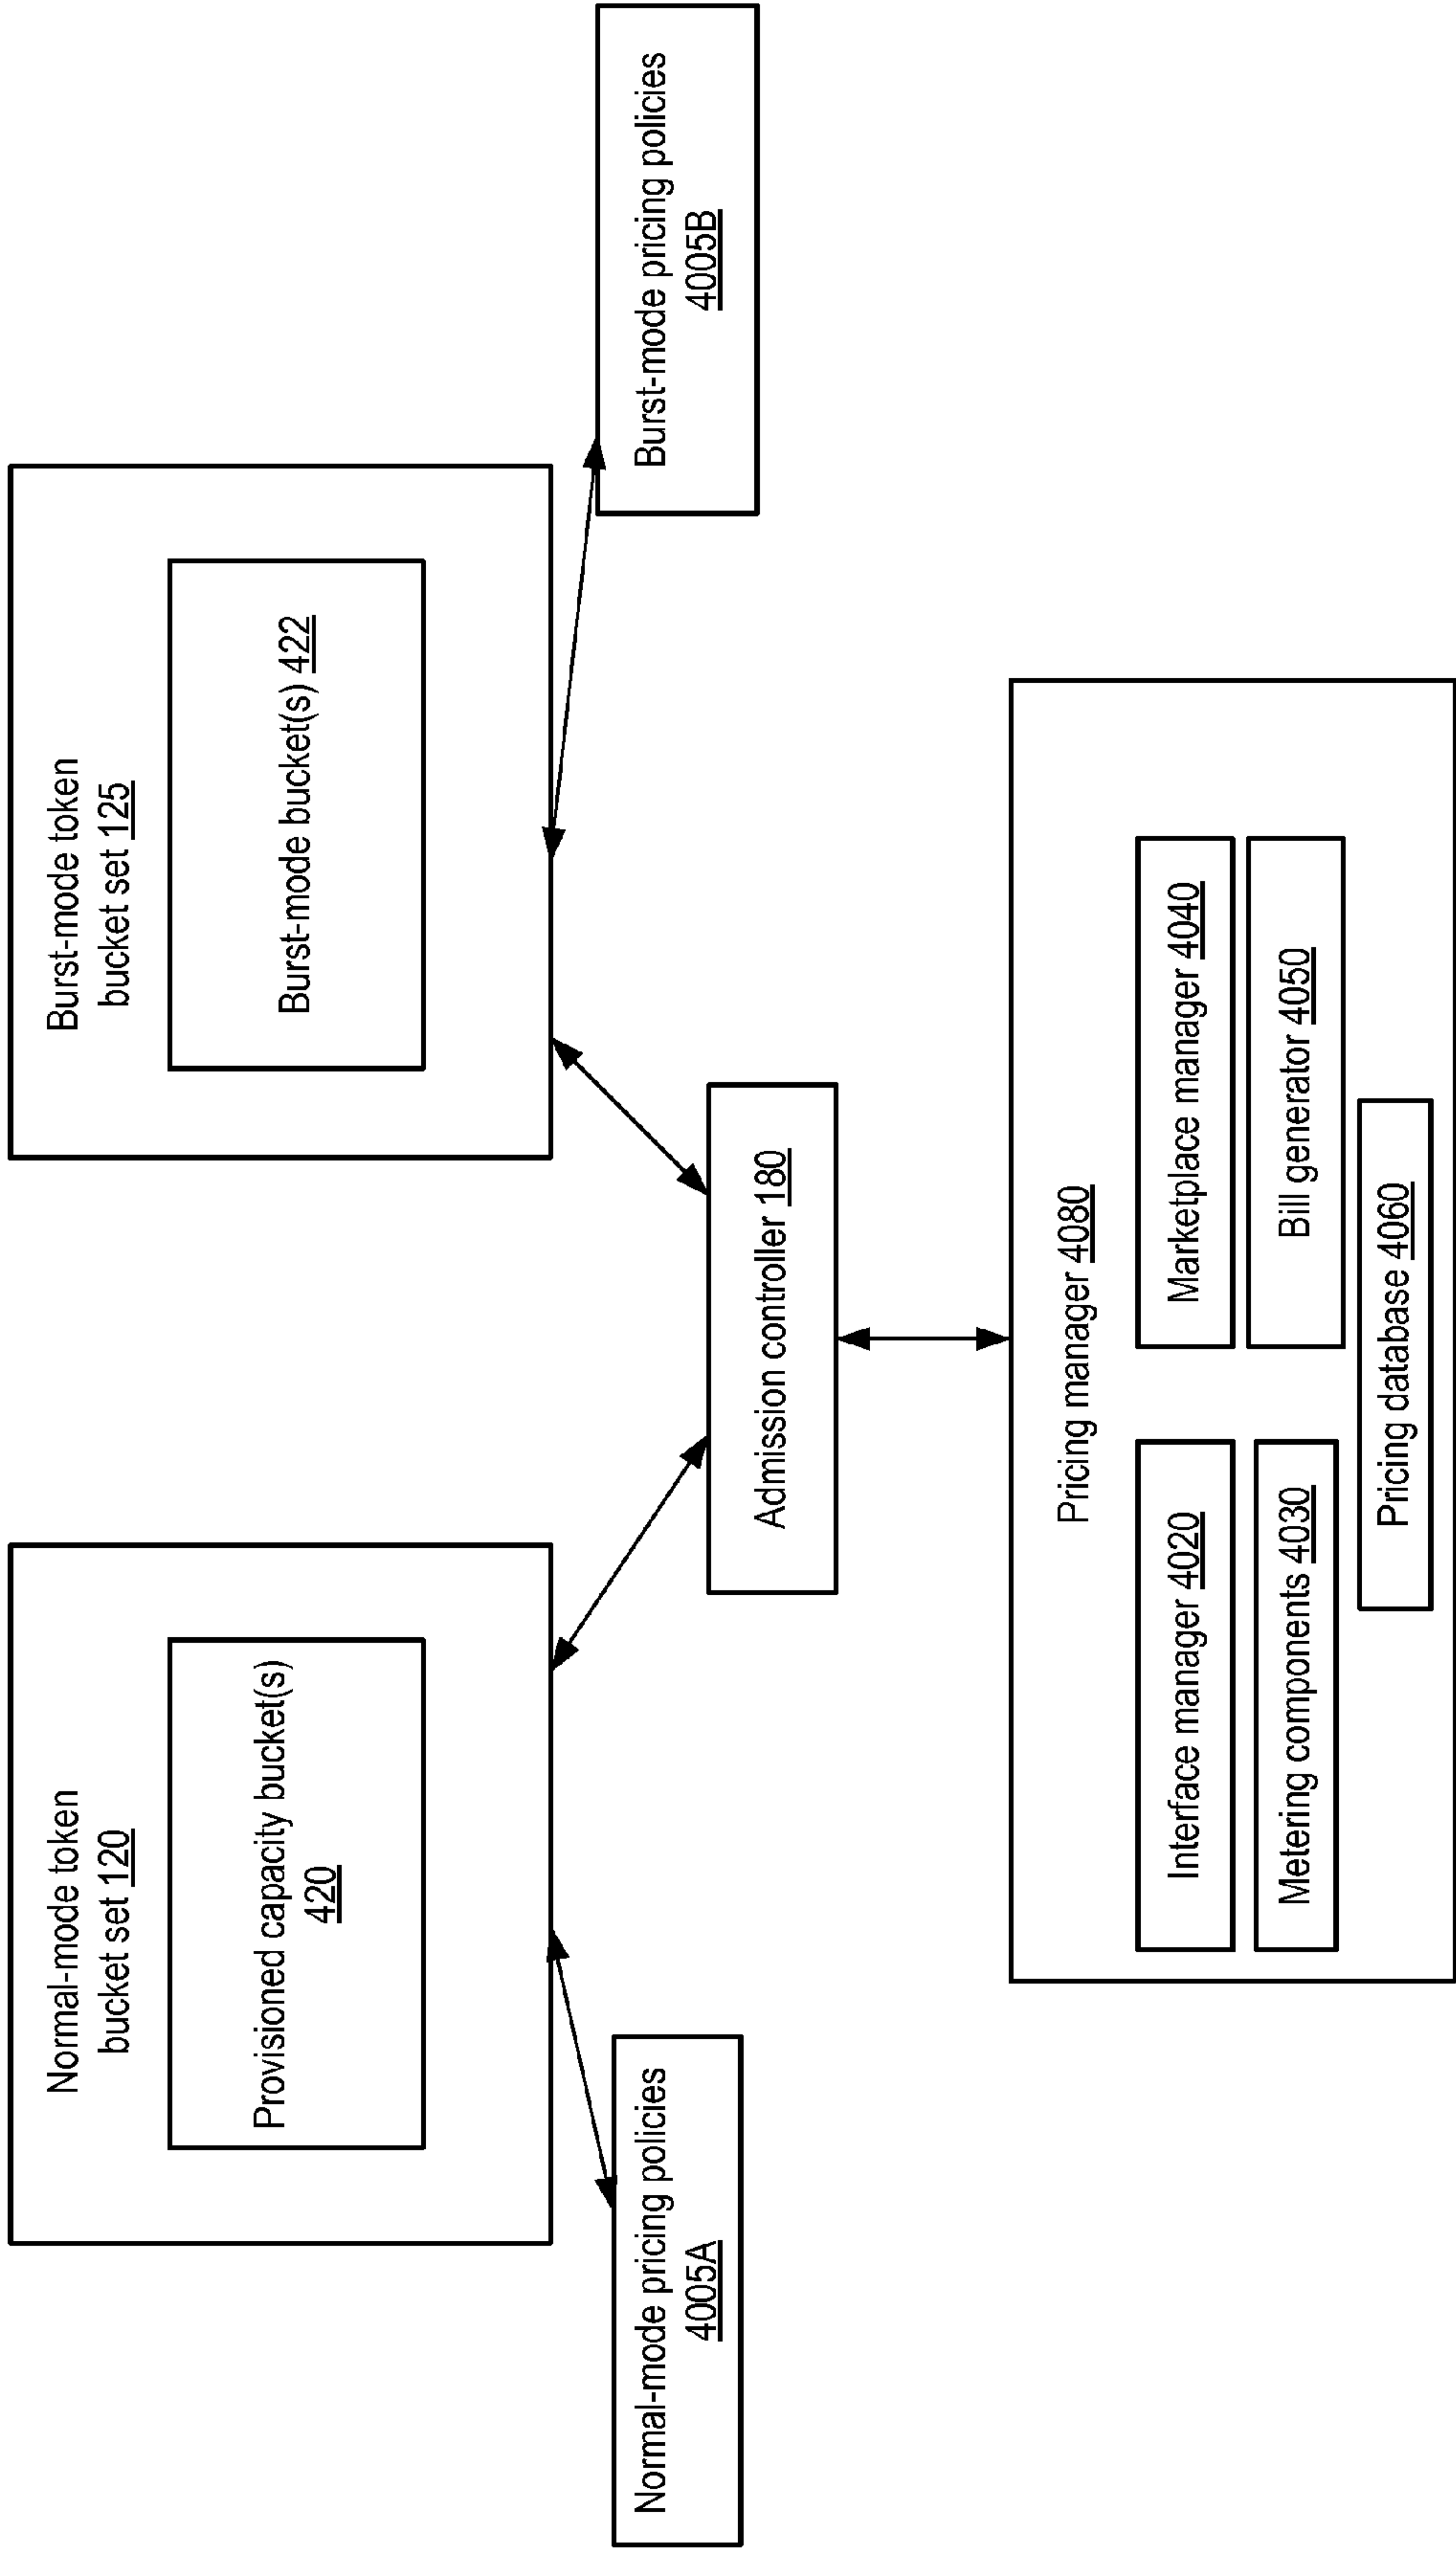 Normal-mode token
bucket set 120
Provisioned capacity bucket(s)
420
Burst-mode token
bucket set 125
Burst-mode bucket(s) 422
Normal-mode pricing policies
4005A
Admission controller 180
Burst-mode pricing policies
4005B
Pricing manager 4080
Interface manager 4020
Marketplace manager 4040
Metering components 4030
Bill generator 4050
Pricing database 4060